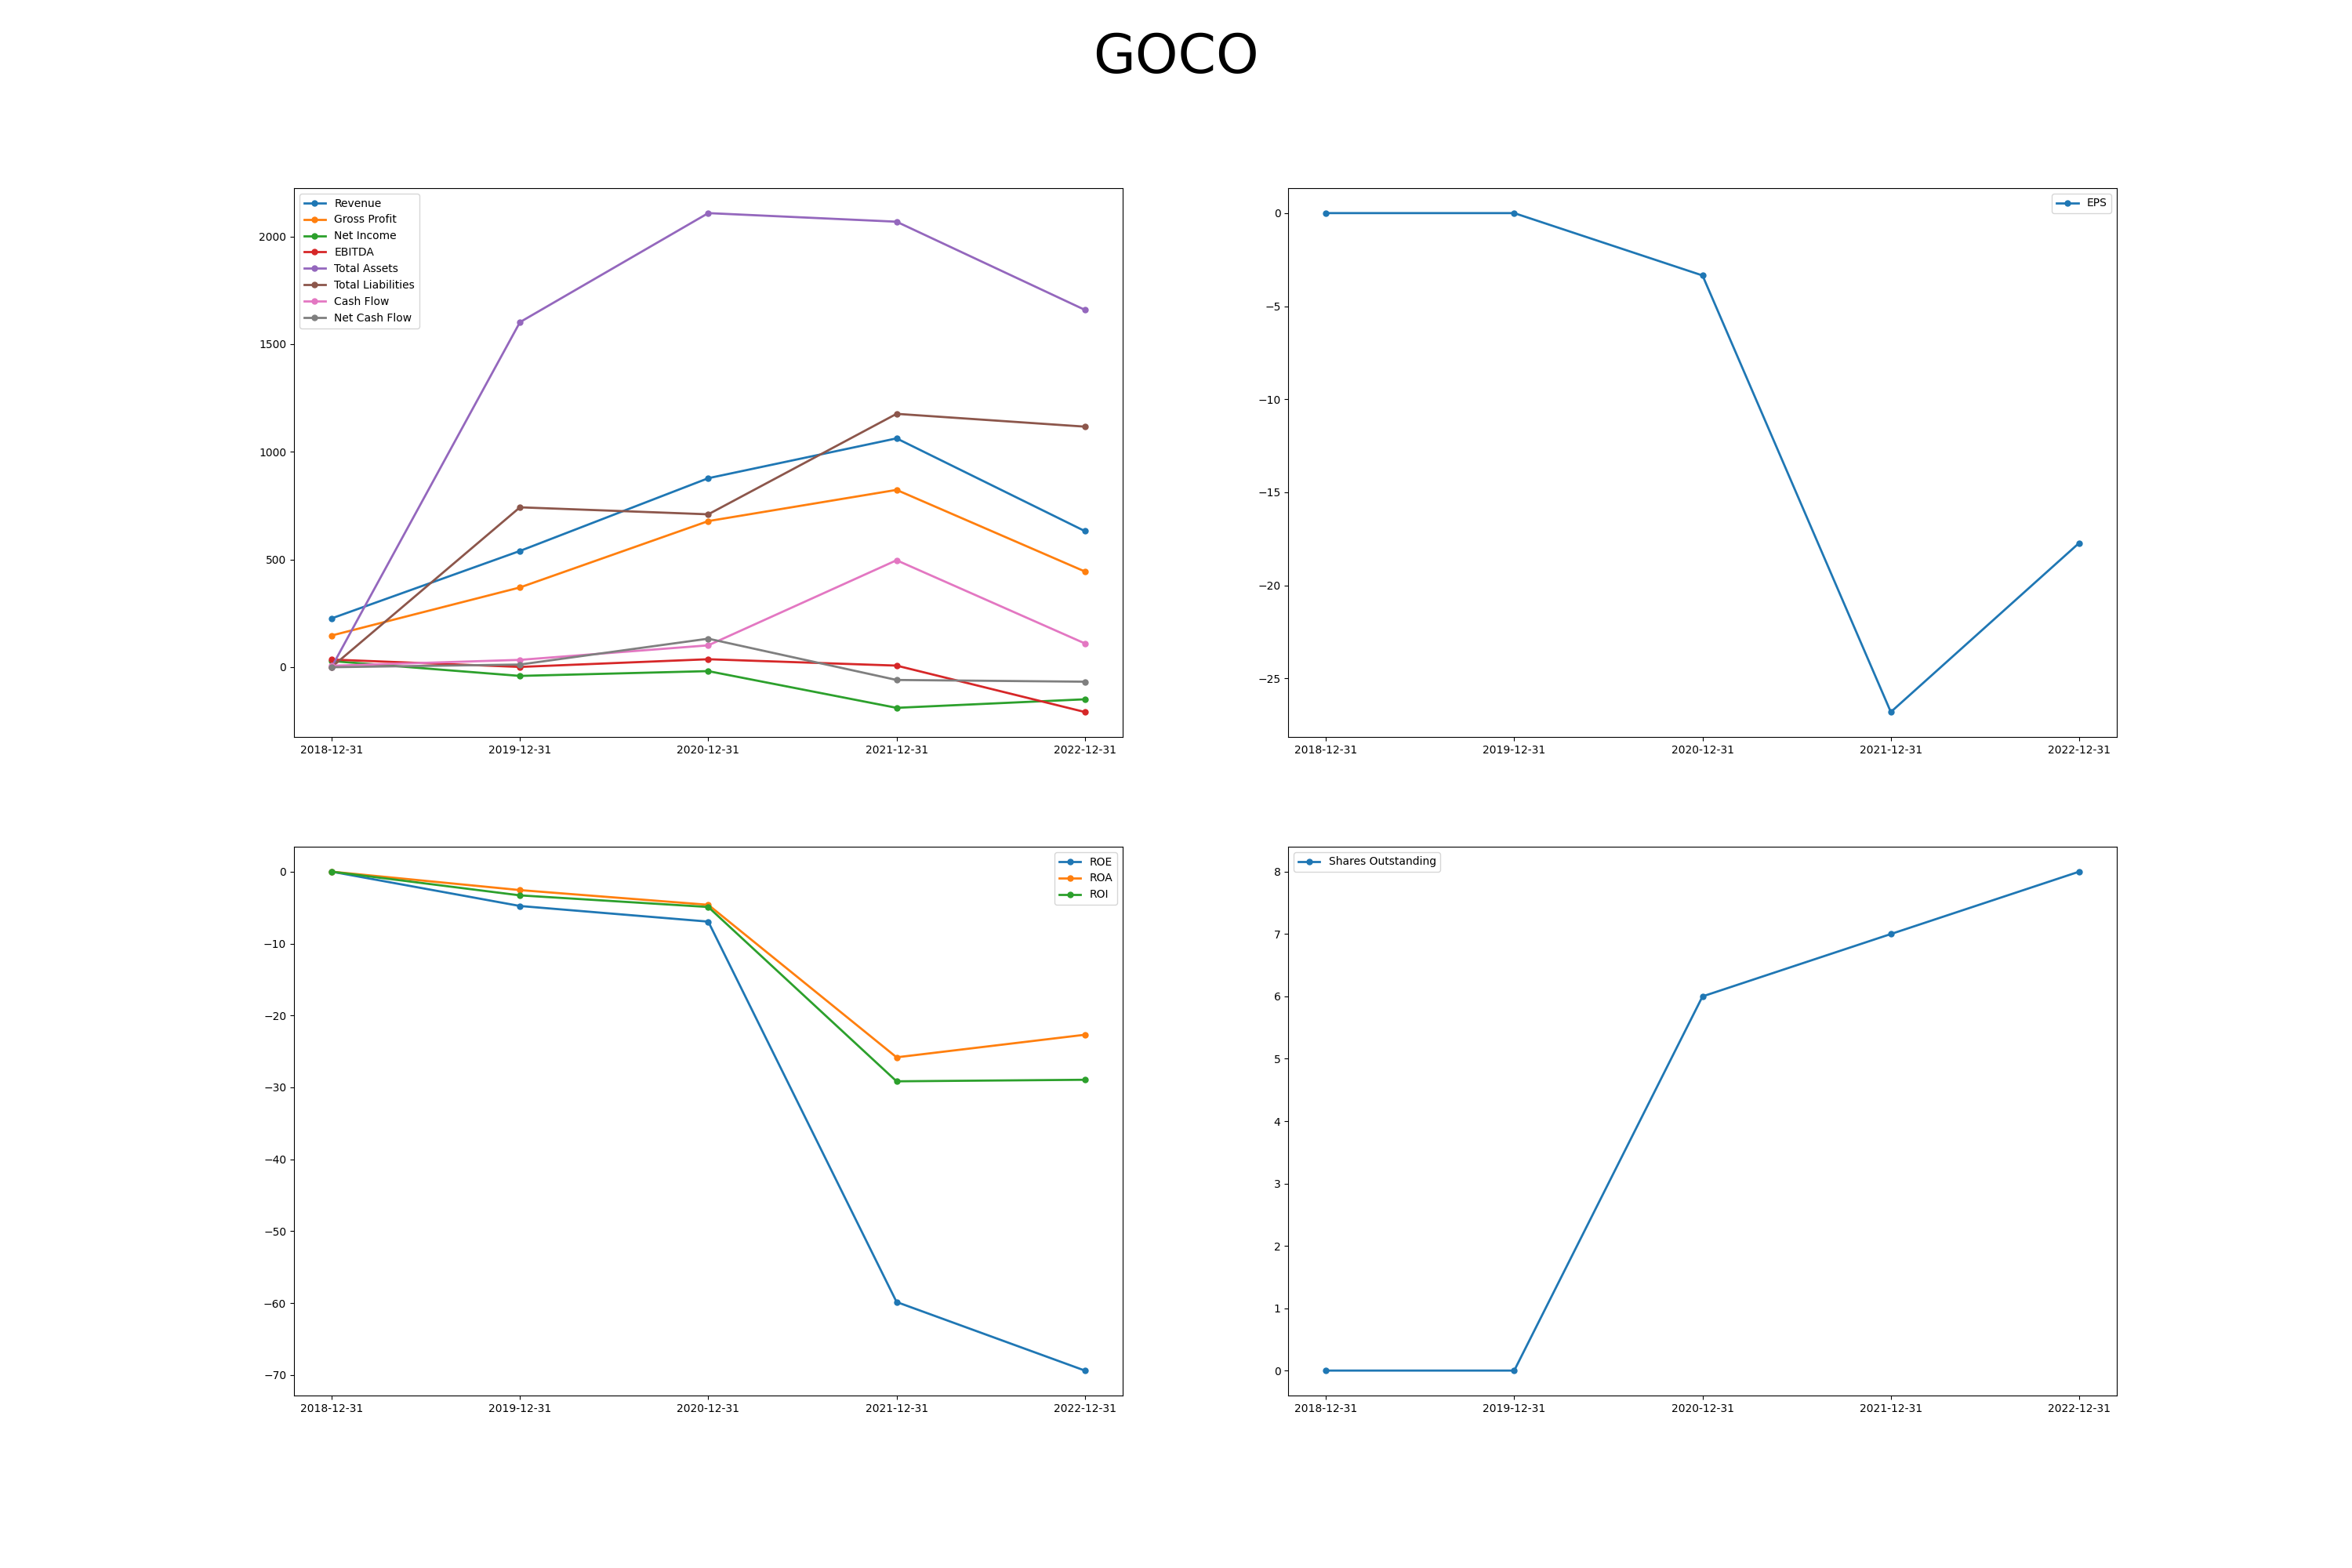 GOCO
Revenue
Gross Profit
Net Income
EBITDA
Total Assets
Total Liabilities
Cash Flow
Net Cash Flow
2000
1500
1000
500
0
2018-12-31 2019-12-31 2020-12-31 2021-12-31 2022-12-31
EPS
0
−5
−10
−15
−20
−25
2018-12-31 2019-12-31 2020-12-31 2021-12-31 2022-12-31
ROE
ROA
ROI
0
−10
−20
−30
−40
−50
−60
−70
2018-12-31 2019-12-31 2020-12-31 2021-12-31 2022-12-31
Shares Outstanding
8
7
6
5
4
3
2
1
0
2018-12-31 2019-12-31 2020-12-31 2021-12-31 2022-12-31